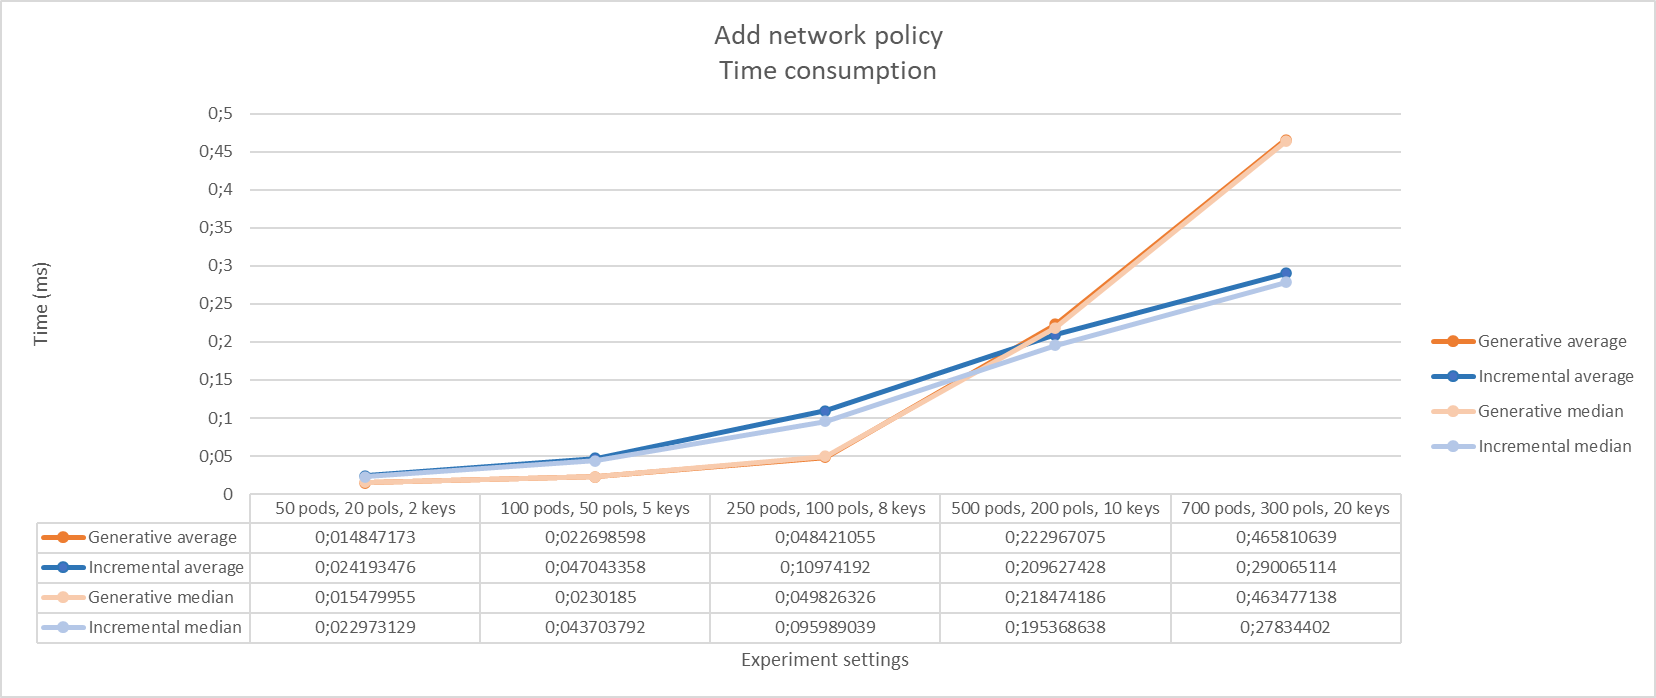 Add network policy
Time consumption
0;5
0;45
0;4
0;35
0;3
0;25
0;2
0;15
0;1
0;05
0
Time (ms)
Generative average
Incremental average
Generative median
Incremental median
50 pods, 20 pols, 2 keys 100 pods, 50 pols, 5 keys 250 pods, 100 pols, 8 keys 500 pods, 200 pols, 10 keys 700 pods, 300 pols, 20 keys
Generative average 0;014847173 0;022698598 0;048421055 0;222967075 0;465810639
Incremental average 0;024193476 0;047043358 0;10974192 0;209627428 0;290065114
Generative median 0;015479955 0;0230185 0;049826326 0;218474186 0;463477138
Incremental median 0;022973129 0;043703792 0;095989039 0;195368638 0;27834402
Experiment settings